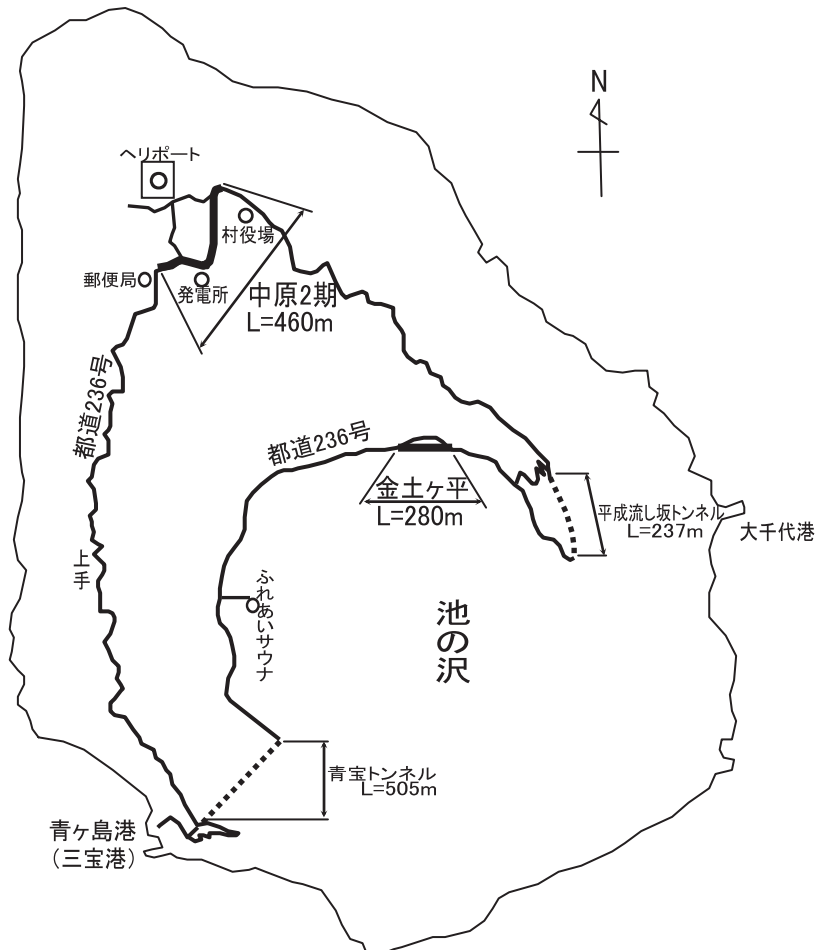 N
ヘリポート
村役場
郵便局
発電所
中原2期
L=460m
都道236号
都道236号
金土ヶ平
L=280m
平成流し坂トンネル
L=237m
大千代港
上手
ふれあいサウナ
池の沢
青宝トンネル
L=505m
青ヶ島港
（三宝港）